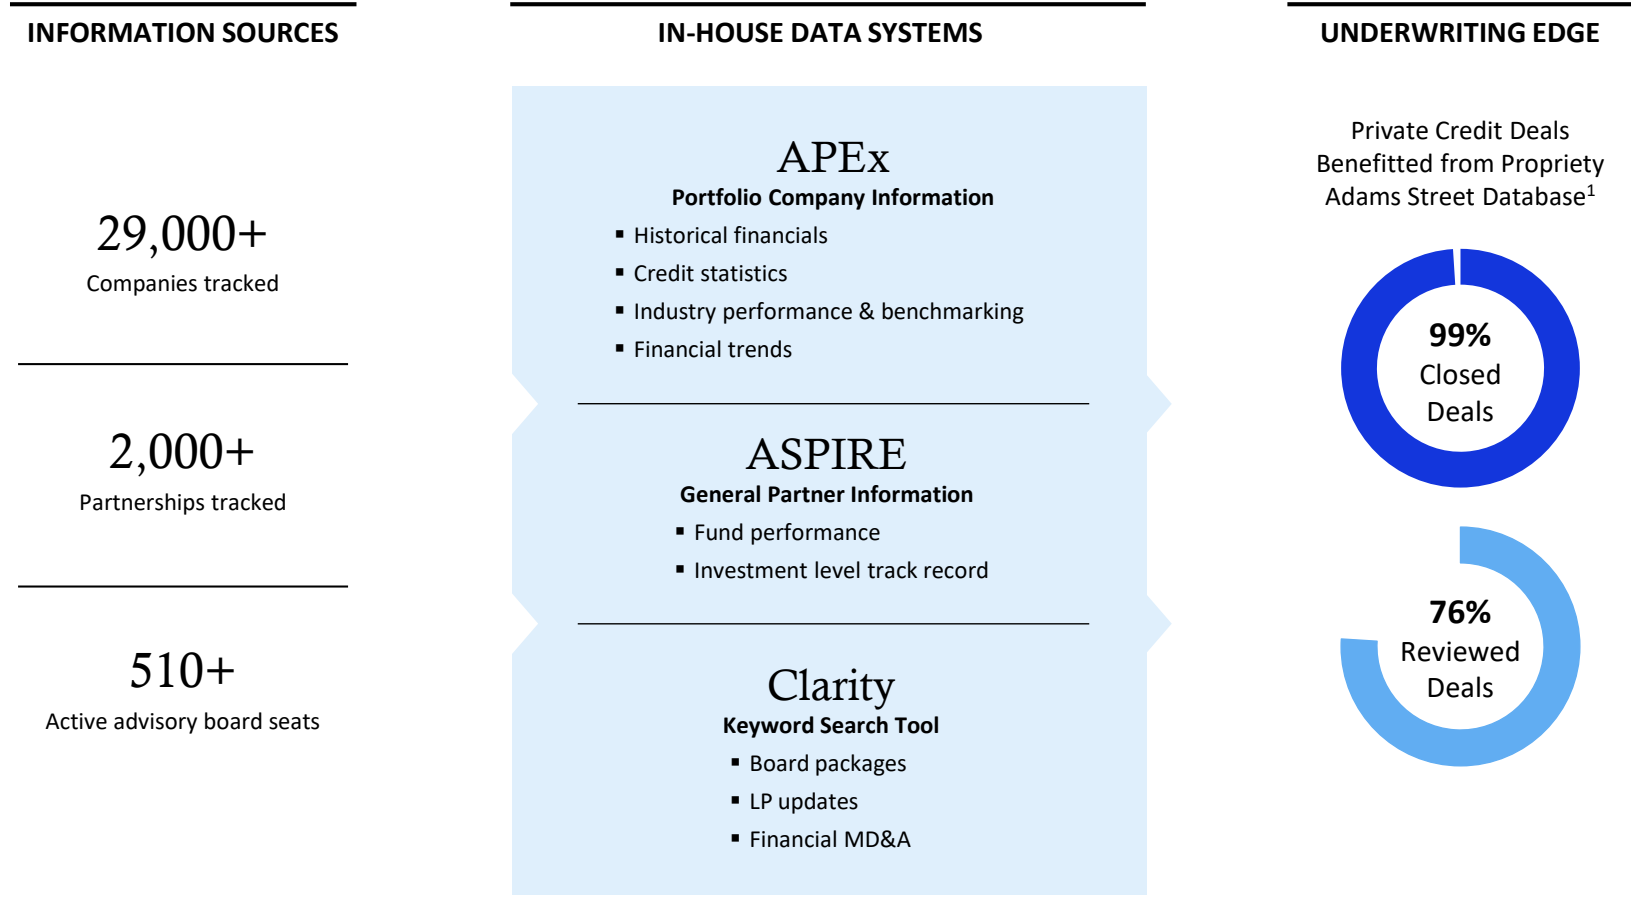 INFORMATION SOURCES
29,000+
Companies tracked
2,000+
Partnerships tracked
510+
Active advisory board seats
IN-HOUSE DATA SYSTEMS
APEx
Portfolio Company Information
▪ Historical financials
▪ Credit statistics
▪ Industry performance & benchmarking
▪ Financial trends
ASPIRE
General Partner Information
▪ Fund performance
▪ Investment level track record
Clarity
Keyword Search Tool
▪ Board packages
▪ LP updates
▪ Financial MD&A
UNDERWRITING EDGE
Private Credit Deals
Benefitted from Propriety
Adams Street Database¹
99%
Closed
Deals
76%
Reviewed
Deals